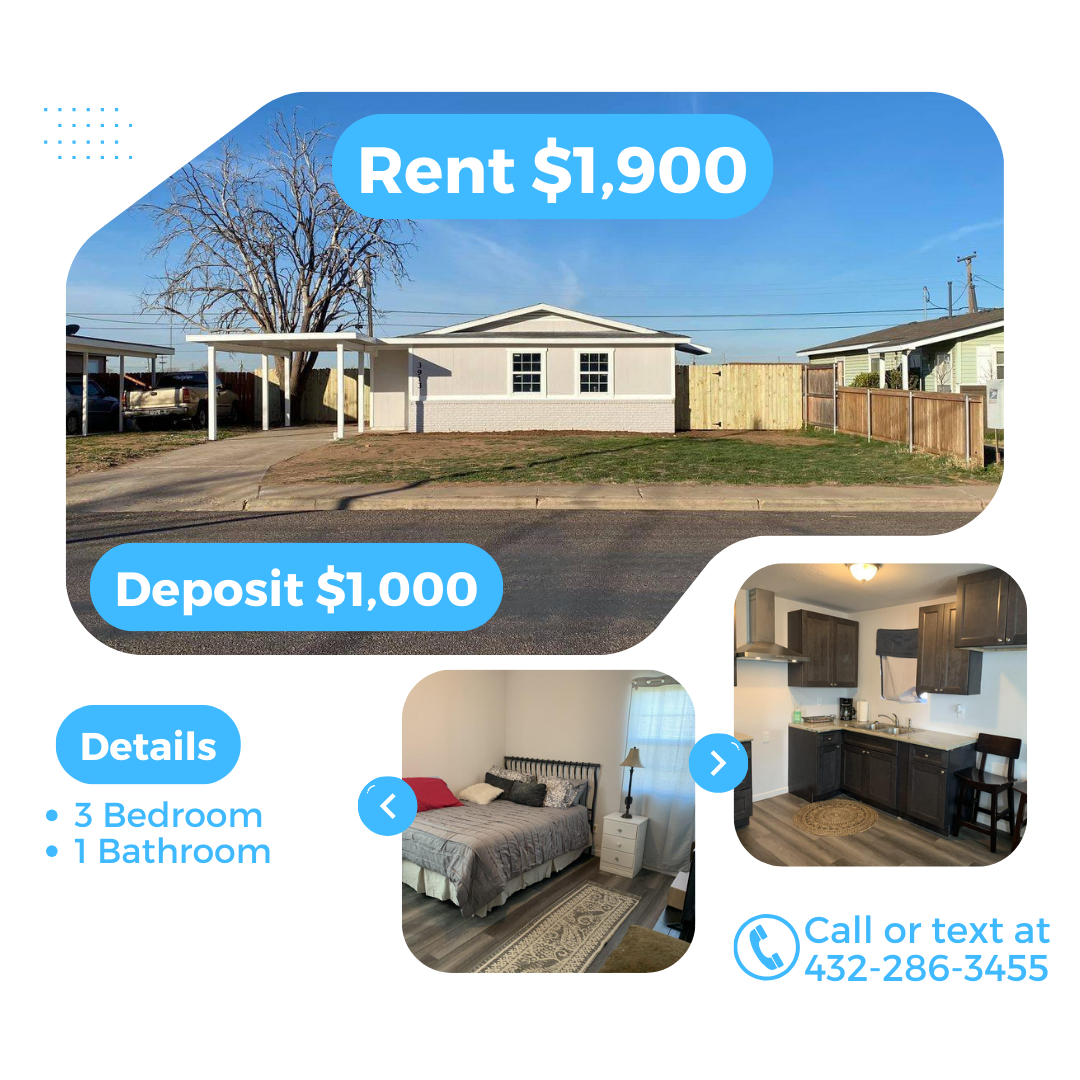 Rent $1,900
Deposit $1,000
Details
• 3 Bedroom
• 1 Bathroom
Call or text at
432-286-3455